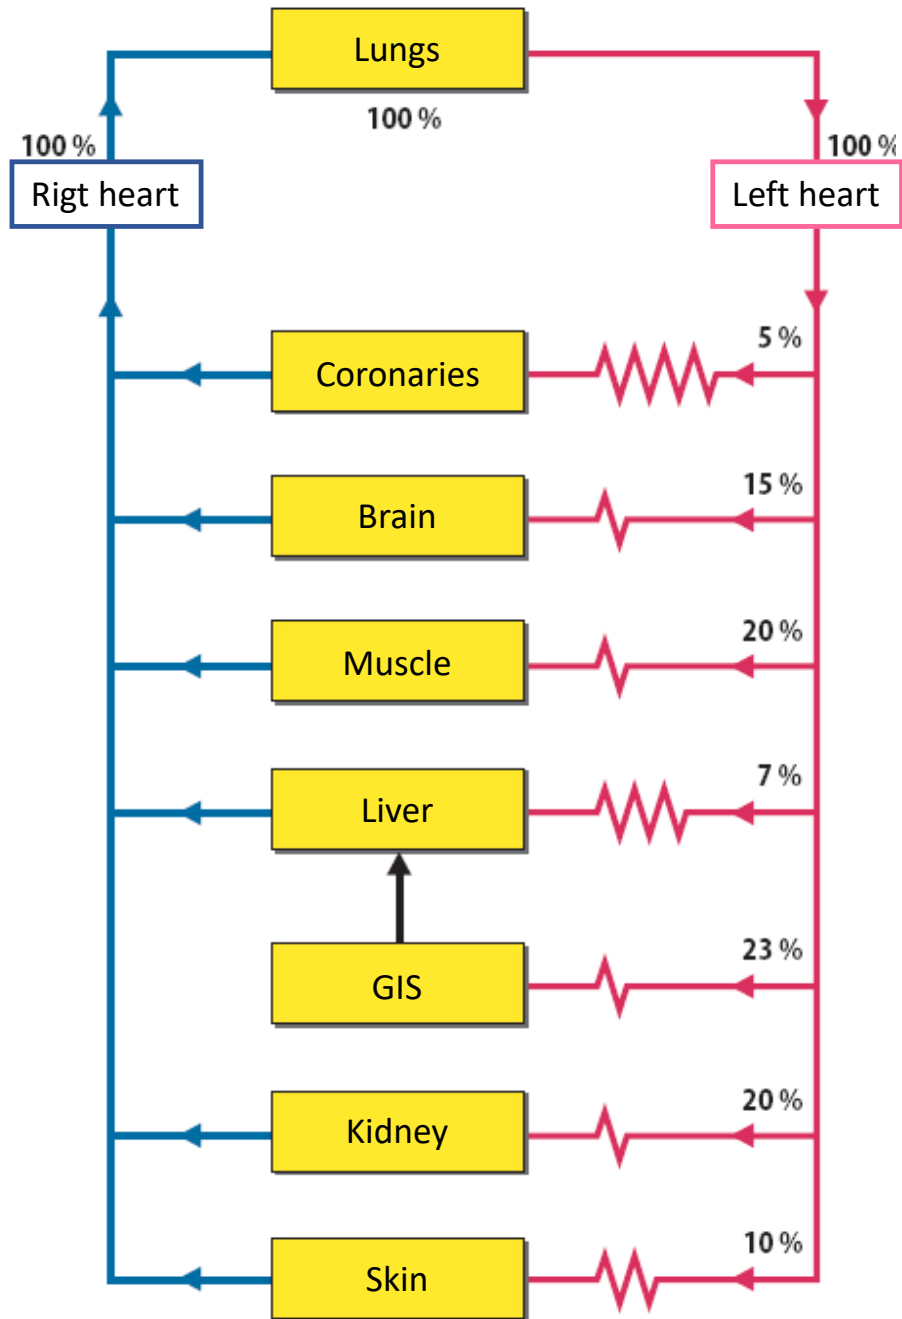 Lungs
100 %
100 %
100 %
Rigt heart
Left heart
5 %
Coronaries
15 %
Brain
20 %
Muscle
7 %
Liver
23 %
GIS
20 %
Kidney
10 %
Skin